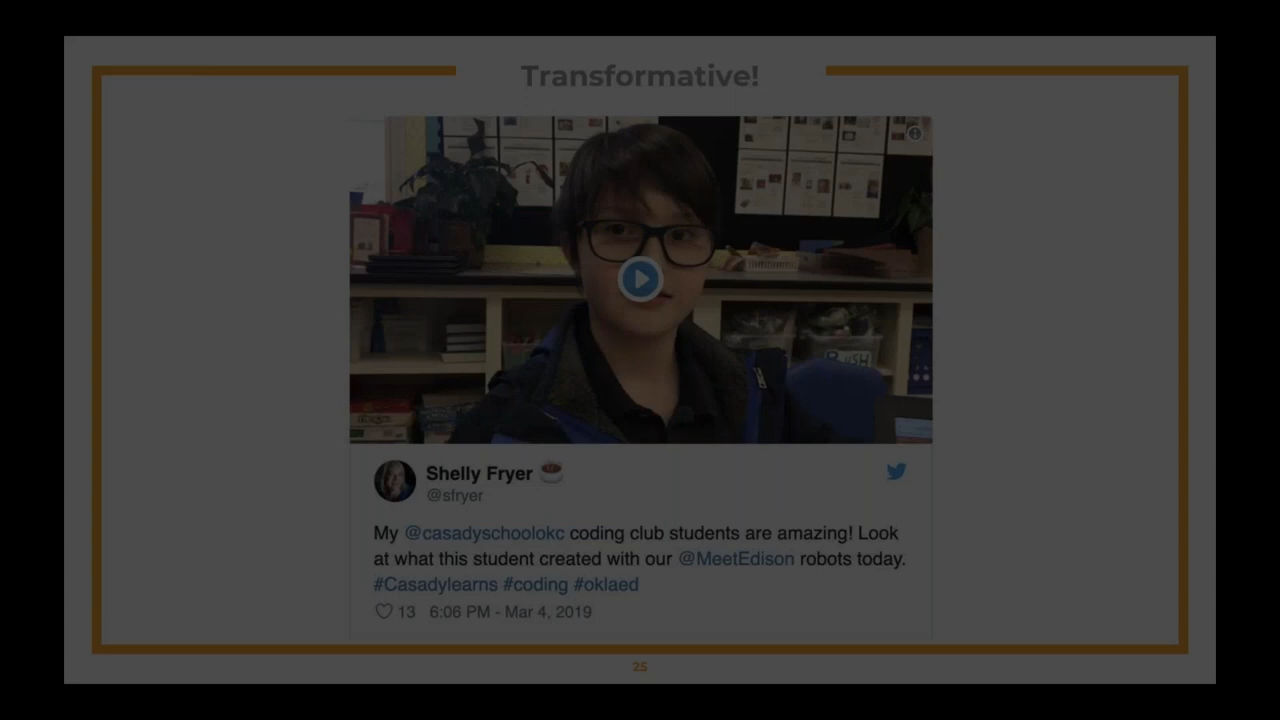 Transformative!
BUSH
Shelly Fryer ☕
@sfryer
My @casadyschoolokc coding club students are amazing! Look
at what this student created with our @MeetEdison robots today.
#Casadylearns #coding #oklaed
13 6:06 PM - Mar 4, 2019
25